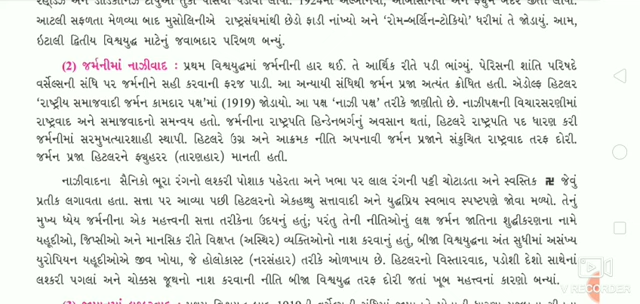 આટલી સફળતા મેળવ્યા બાદ મુસોલિનીએ રાષ્ટ્રસંઘમાંથી છેડો ફાડી નાંખ્યો અને ‘રોમ-બર્લિન-ટોકિયો’ ધરીમાં તે જોડાયું. આમ,
ઇટાલી દ્વિતીય વિશ્વયુદ્ધ માટેનું જવાબદાર પરિબળ બન્યું.
(2) જર્મનીમાં નાઝીવાદ : પ્રથમ વિશ્વયુદ્ધમાં જર્મનીની હાર થઈ. તે આર્થિક રીતે પડી ભાંગ્યું. પેરિસની શાંતિ પરિષદે
વર્સેલ્સની સંધિ પર જર્મનીને સહી કરવાની ફરજ પાડી. આ અન્યાયી સંધિથી જર્મન પ્રજા અત્યંત ક્રોધિત હતી. એડોલ્ફ હિટલર
‘રાષ્ટ્રીય સમાજવાદી જર્મન કામદાર પક્ષ’માં (1919) જોડાયો. આ પક્ષ ‘નાઝી પક્ષ’ તરીકે જાણીતો છે. નાઝીપક્ષની વિચારસરણીમાં
રાષ્ટ્રવાદ અને સમાજવાદનો સમન્વય હતો. જર્મનીના રાષ્ટ્રપતિ હિન્ડેનબર્ગનું અવસાન થતાં, હિટલરે રાષ્ટ્રપતિ પદ ધારણ કરી
જર્મનીમાં સરમુખત્યારશાહી સ્થાપી. હિટલરે ઉગ્ર અને આક્રમક નીતિ અપનાવી જર્મન પ્રજાને સંકુચિત રાષ્ટ્રવાદ તરફ દોરી.
જર્મન પ્રજા હિટલરને ફ્યુહરર (તારણહાર) માનતી હતી.
નાઝીવાદના સૈનિકો ભૂરા રંગનો લશ્કરી પોશાક પહેરતા અને ખભા પર લાલ રંગની પટ્ટી ચોટાડતા અને સ્વસ્તિક 卐 જેવું
પ્રતીક લગાવતા હતા. સત્તા પર આવ્યા પછી હિટલરનો એકહથ્થુ સત્તાવાદી અને યુદ્ધપ્રિય સ્વભાવ સ્પષ્ટપણે જોવા મળ્યો. તેનું
મુખ્ય ધ્યેય જર્મનીના એક મહત્ત્વની સત્તા તરીકેના ઉદયનું હતું; પરંતુ તેની નીતિઓનું લક્ષ જર્મન જાતિના શુદ્ધીકરણના નામે
યહૂદીઓ, જિપ્સીઓ અને માનસિક રીતે વિક્ષપ્ત (અસ્થિર) વ્યક્તિઓનો નાશ કરવાનું હતું, બીજા વિશ્વયુદ્ધના અંત સુધીમાં અસંખ્ય
યુરોપિયન યહૂદીઓએ જીવ ખોયા, જે હોલોકાસ્ટ (નરસંહાર) તરીકે ઓળખાય છે. હિટલરનો વિસ્તારવાદ, પડોશી દેશો સાથેનાં
લશ્કરી પગલાં અને ચોક્કસ જૂથનો નાશ કરવાની નીતિ બીજા વિશ્વયુદ્ધ તરફ દોરી જતાં ખૂબ મહત્ત્વનાં કારણો બન્યાં.
RECORDER